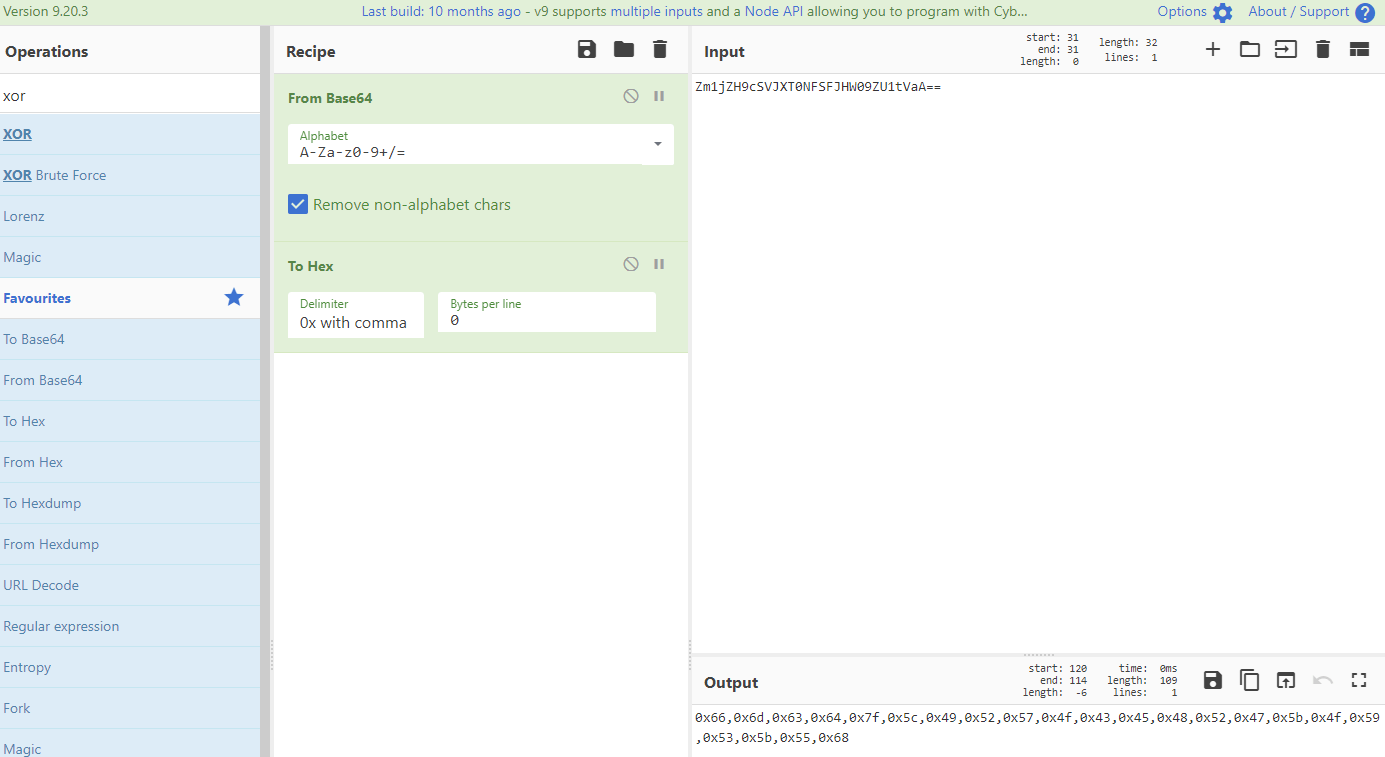 Version 9.20.3
Last build: 10 months ago - v9 supports multiple inputs and a Node API allowing you to program with Cyb...
Options
About / Support
Operations
xor
XOR
XOR Brute Force
Lorenz
Magic
Favourites
To Base64
From Base64
To Hex
From Hex
To Hexdump
From Hexdump
URL Decode
Regular expression
Entropy
Fork
Magic
Recipe
From Base64
Alphabet
A-Za-z0-9+/=
Remove non-alphabet chars
To Hex
Delimiter
0x with comma
Bytes per line
0
Input
start: 31
end: 31
length: 0
length: 32
lines: 1
Zm1jZH9cSVJXT0NFSFJHW09ZU1tVaA==
Output
start: 120
end: 114
length: -6
time: 0ms
length: 109
lines: 1
0x66,0x6d,0x63,0x64,0x7f,0x5c,0x49,0x52,0x57,0x4f,0x43,0x45,0x48,0x52,0x47,0x5b,0x4f,0x59
,0x53,0x5b,0x55,0x68